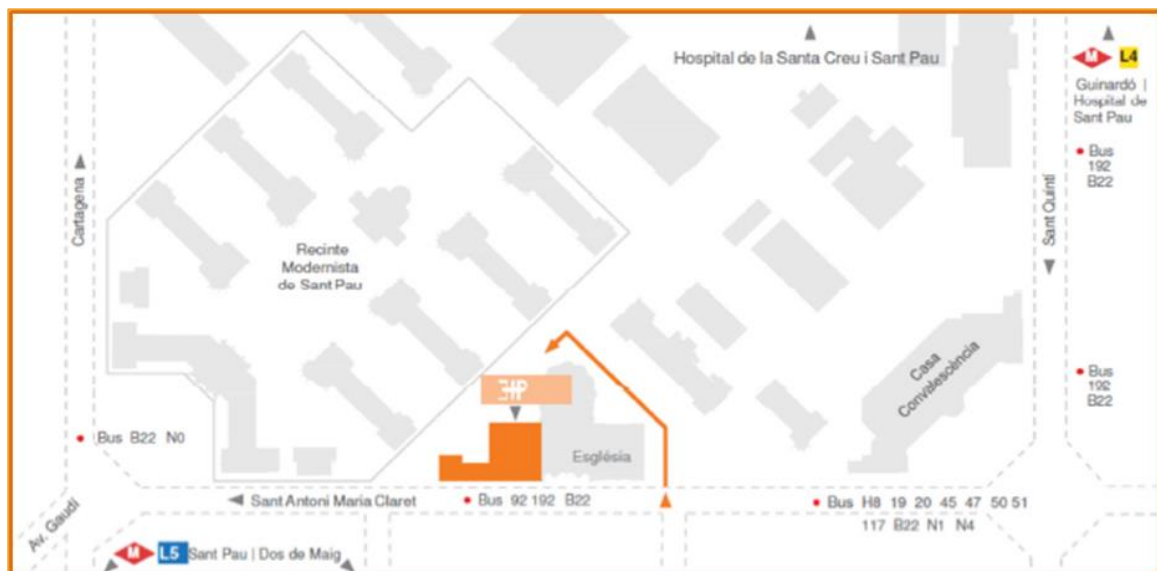 Hospital de la Santa Creu i Sant Pau
M L4
Guinardó |
Hospital de
Sant Pau
Bus
192
B22
Cartagena
Sant Quintí
Recinte
Modernista
de Sant Pau
Casa
Convalescència
Bus
192
B22
Bus B22 N0
Església
Sant Antoni Maria Claret
Bus 92 192 B22
Bus H8 19 20 45 47 50 51
117 B22 N1 N4
Av. Gaudí
M L5 Sant Pau | Dos de Maig